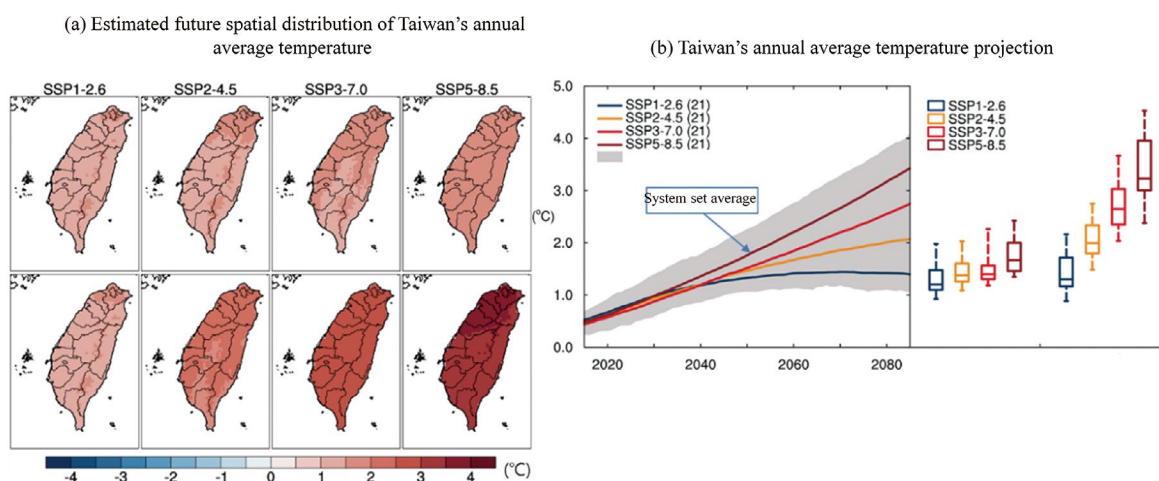 (a) Estimated future spatial distribution of Taiwan's annual
average temperature
SSP1-2.6 SSP2-4.5 SSP3-7.0 SSP5-8.5
(°C)
-4 -3 -2 -1 0 1 2 3 4 (°C)
(b) Taiwan's annual average temperature projection
5.0
4.0
3.0
2.0
1.0
0.0
SSP1-2.6 (21)
SSP2-4.5 (21)
SSP3-7.0 (21)
SSP5-8.5 (21)
System set average
2020 2030 2040 2050 2060 2070 2080
SSP1-2.6
SSP2-4.5
SSP3-7.0
SSP5-8.5